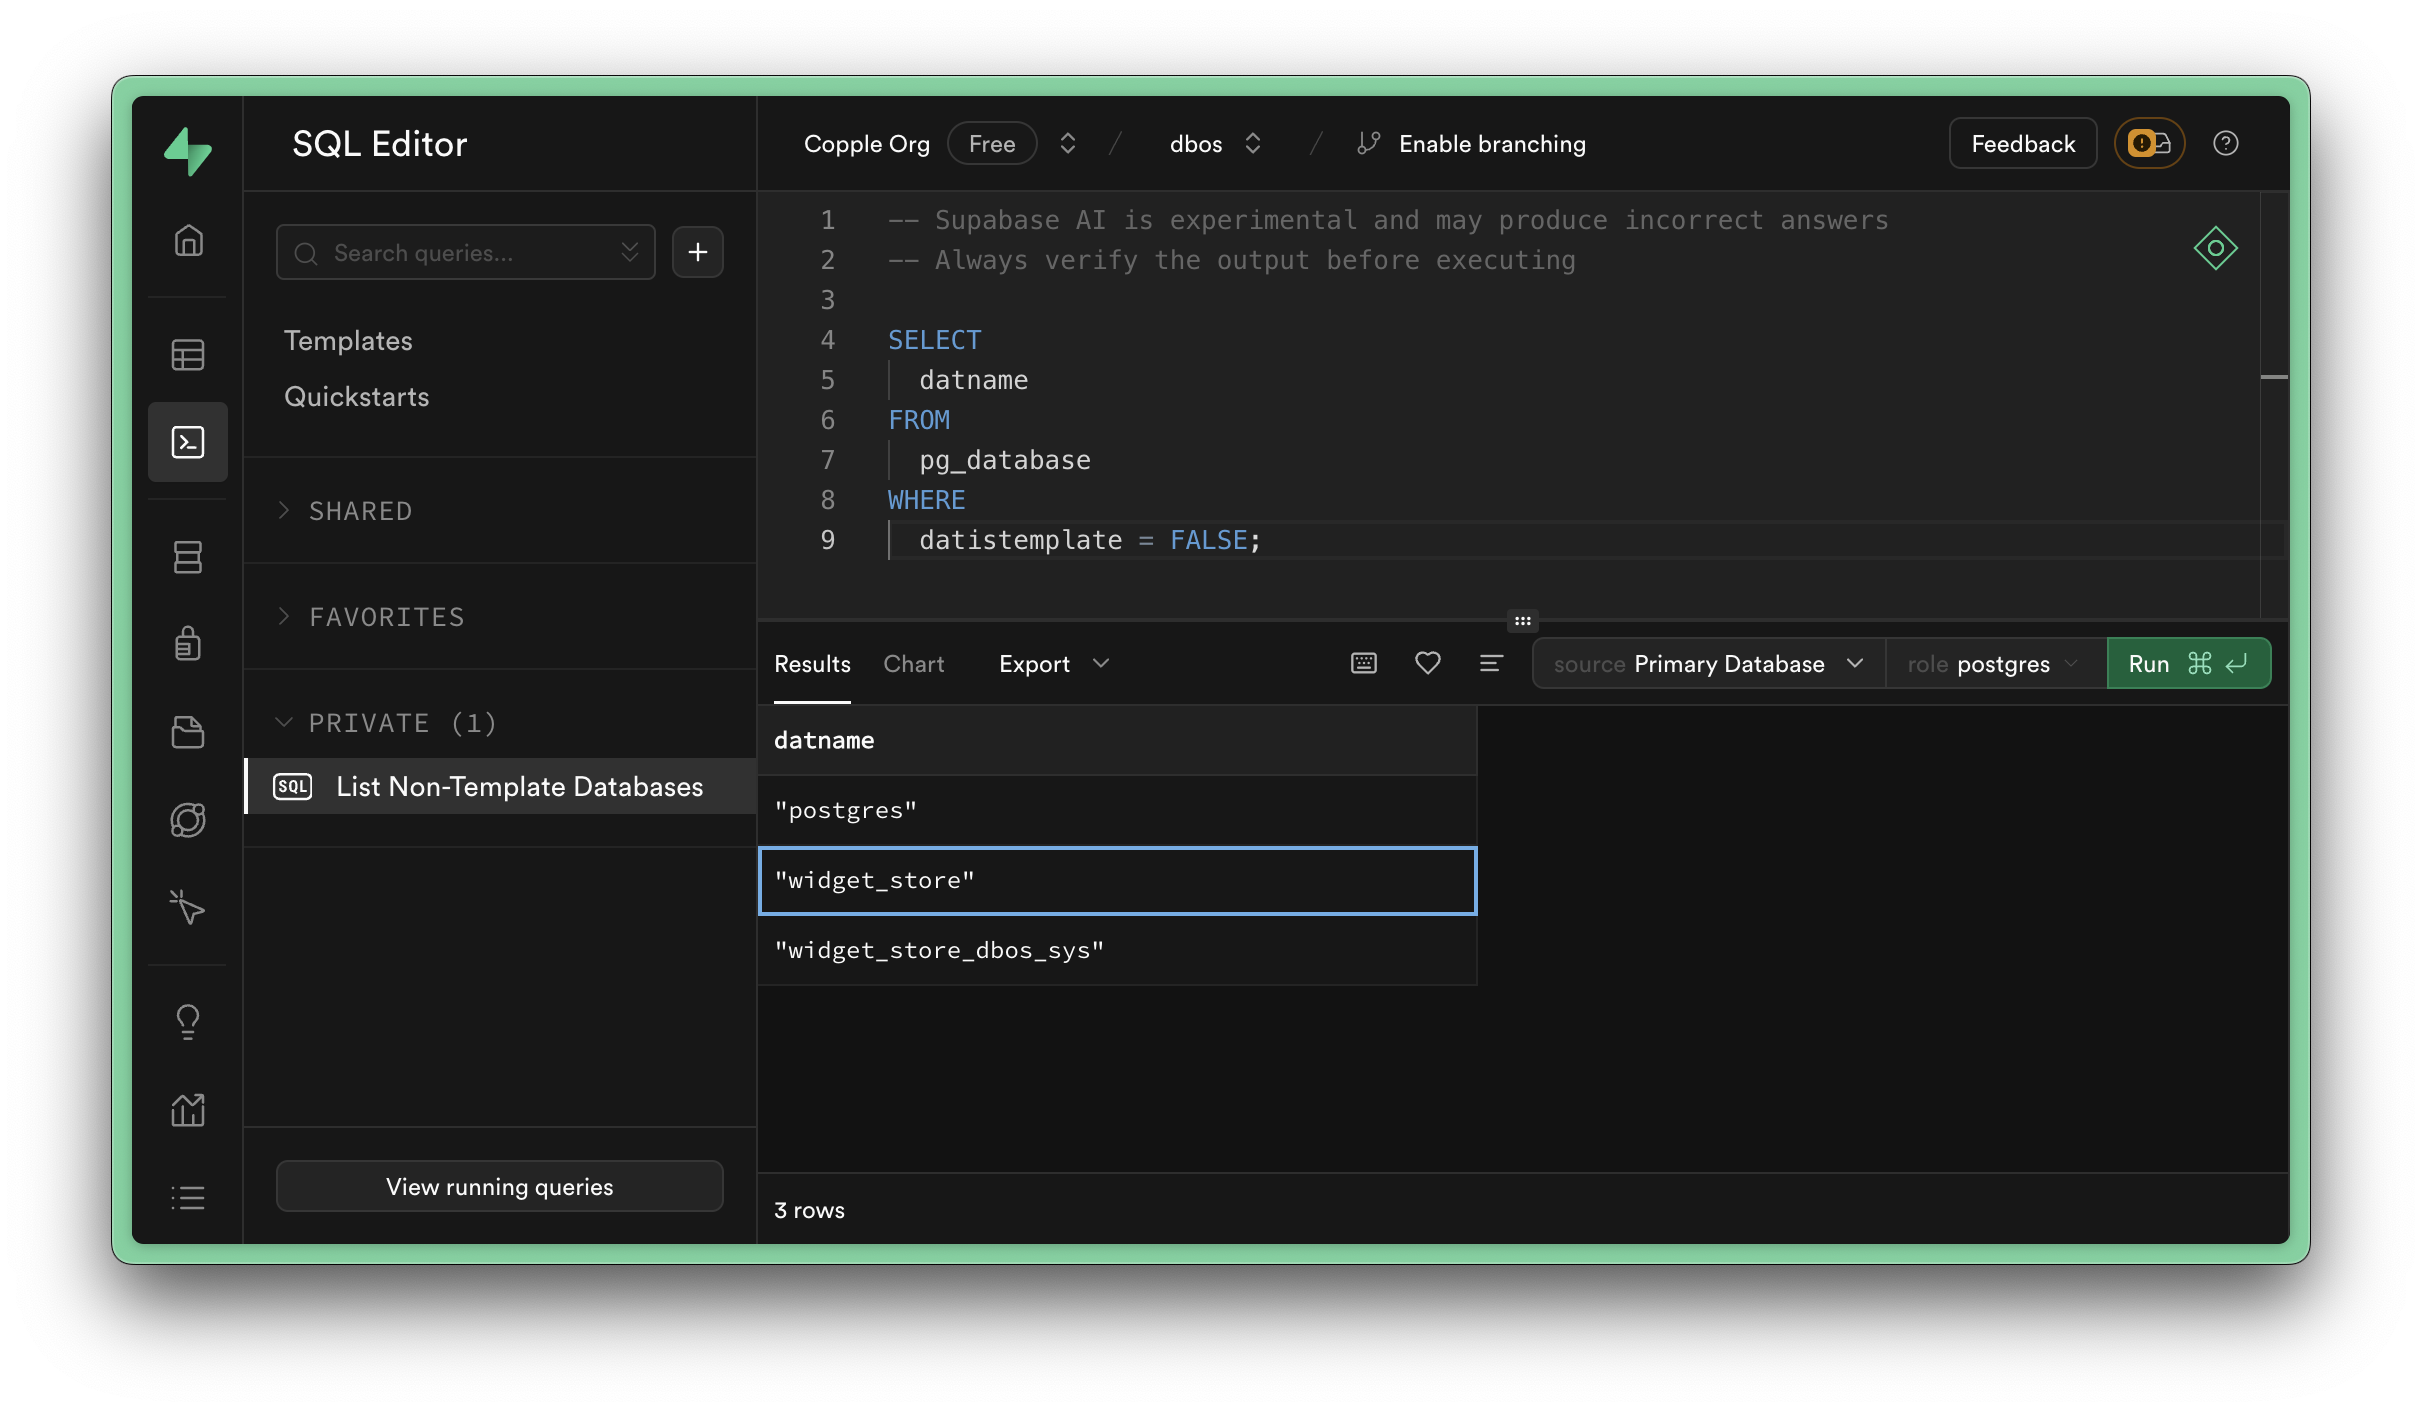 SQL Editor
Copple Org Free / dbos / Enable branching
Feedback
Search queries...
Templates
Quickstarts
SHARED
FAVORITES
PRIVATE (1)
SQL List Non-Template Databases
View running queries
1 -- Supabase AI is experimental and may produce incorrect answers
2 -- Always verify the output before executing
3
4 SELECT
5 datname
6 FROM
7 pg_database
8 WHERE
9 datistemplate = FALSE;
Results Chart Export source Primary Database role postgres Run ⌘ ↵
datname
"postgres"
"widget_store"
"widget_store_dbos_sys"
3 rows